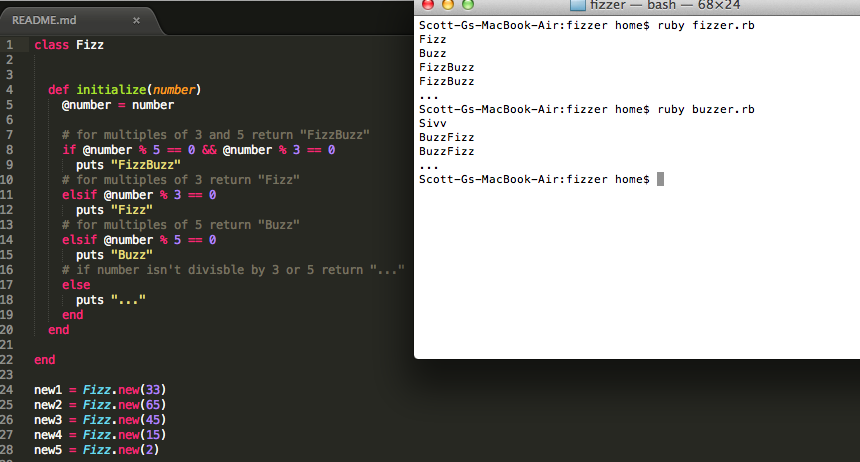 README.md
×
1 class Fizz
2
3
4 def initialize(number)
5 @number = number
6
7 # for multiples of 3 and 5 return "FizzBuzz"
8 if @number % 5 == 0 && @number % 3 == 0
9 puts "FizzBuzz"
10 # for multiples of 3 return "Fizz"
11 elsif @number % 3 == 0
12 puts "Fizz"
13 # for multiples of 5 return "Buzz"
14 elsif @number % 5 == 0
15 puts "Buzz"
16 # if number isn't divisble by 3 or 5 return "..."
17 else
18 puts "..."
19 end
20 end
21
22 end
23
24 new1 = Fizz.new(33)
25 new2 = Fizz.new(65)
26 new3 = Fizz.new(45)
27 new4 = Fizz.new(15)
28 new5 = Fizz.new(2)
fizzer — bash — 68×24
Scott-Gs-MacBook-Air:fizzer home$ ruby fizzer.rb
Fizz
Buzz
FizzBuzz
FizzBuzz
...
Scott-Gs-MacBook-Air:fizzer home$ ruby buzzer.rb
Sivv
BuzzFizz
BuzzFizz
...
Scott-Gs-MacBook-Air:fizzer home$